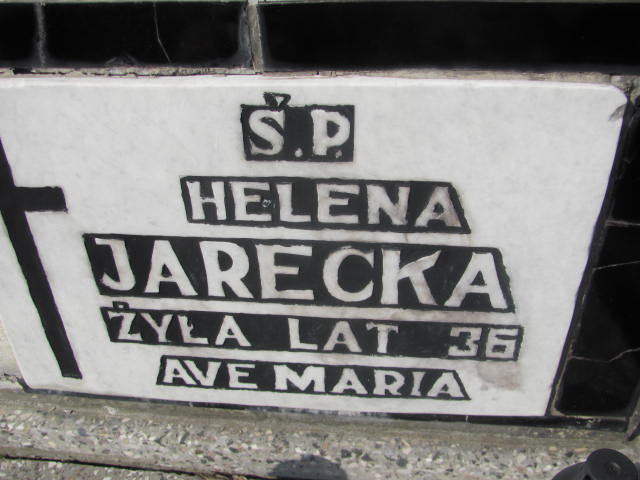 Ś.P.
HELENA
JARECKA
ŻYŁA LAT 36
AVE MARIA